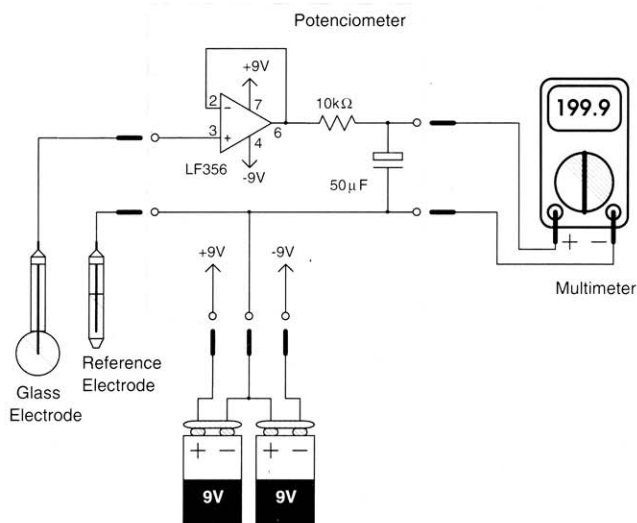 Potenciometer
+9V
2
7
-
10kΩ
199.9
3
+
6
4
LF356
-9V
50μF
+9V
-9V
+ -
Multimeter
Reference
Electrode
Glass
Electrode
+ -
+ -
9V
9V